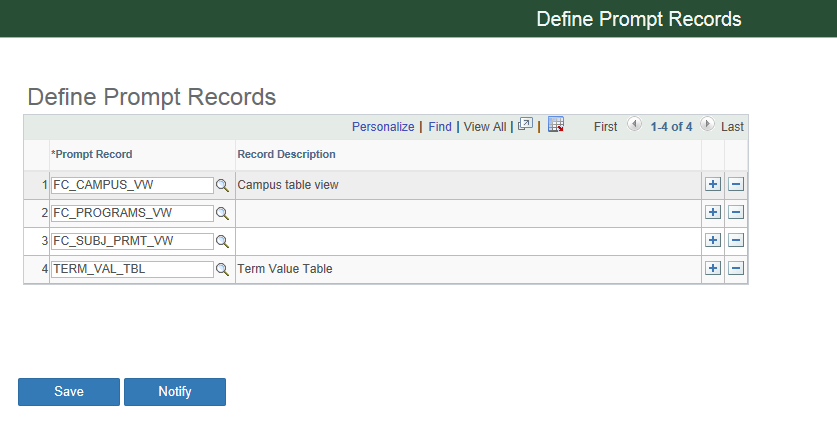 Define Prompt Records
Define Prompt Records
Personalize | Find | View All | | First 1-4 of 4 Last
*Prompt Record Record Description
1 FC_CAMPUS_VW Campus table view
2 FC_PROGRAMS_VW
3 FC_SUBJ_PRMT_VW
4 TERM_VAL_TBL Term Value Table
Save Notify